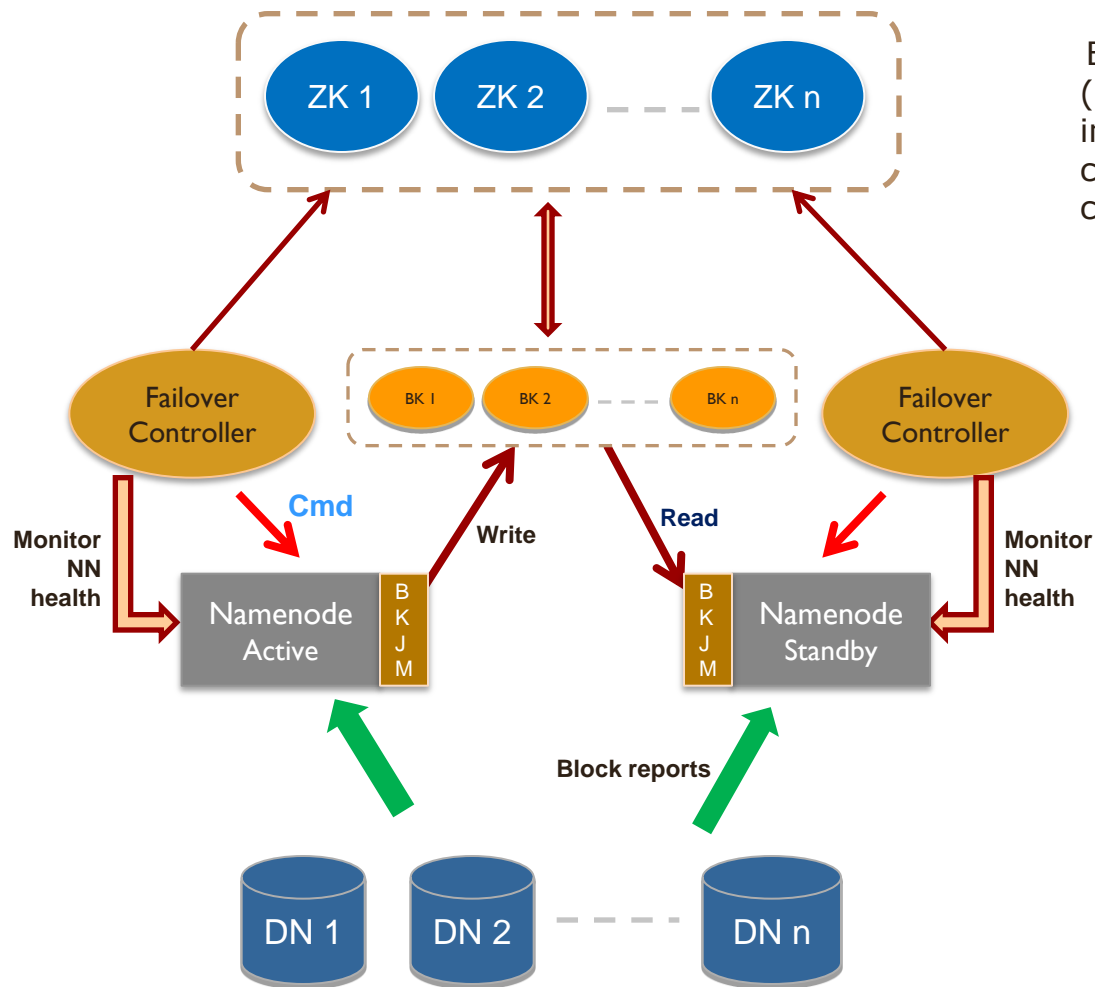 ZK 1
ZK 2
ZK n
Failover
Controller
BK 1
BK 2
BK n
Failover
Controller
Cmd
Write
Read
Monitor
NN
health
Monitor
NN
health
Namenode
Active
B
K
J
M
B
K
J
M
Namenode
Standby
Block reports
DN 1
DN 2
DN n